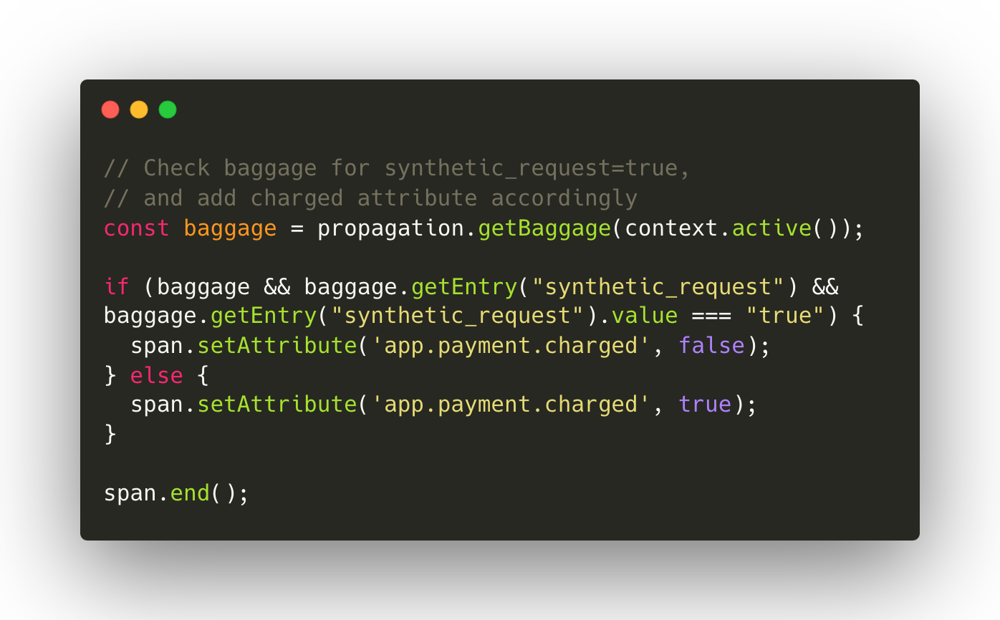 // Check baggage for synthetic_request=true,
// and add charged attribute accordingly
const baggage = propagation.getBaggage(context.active());
if (baggage && baggage.getEntry("synthetic_request") &&
baggage.getEntry("synthetic_request").value === "true") {
  span.setAttribute('app.payment.charged', false);
} else {
  span.setAttribute('app.payment.charged', true);
}
span.end();